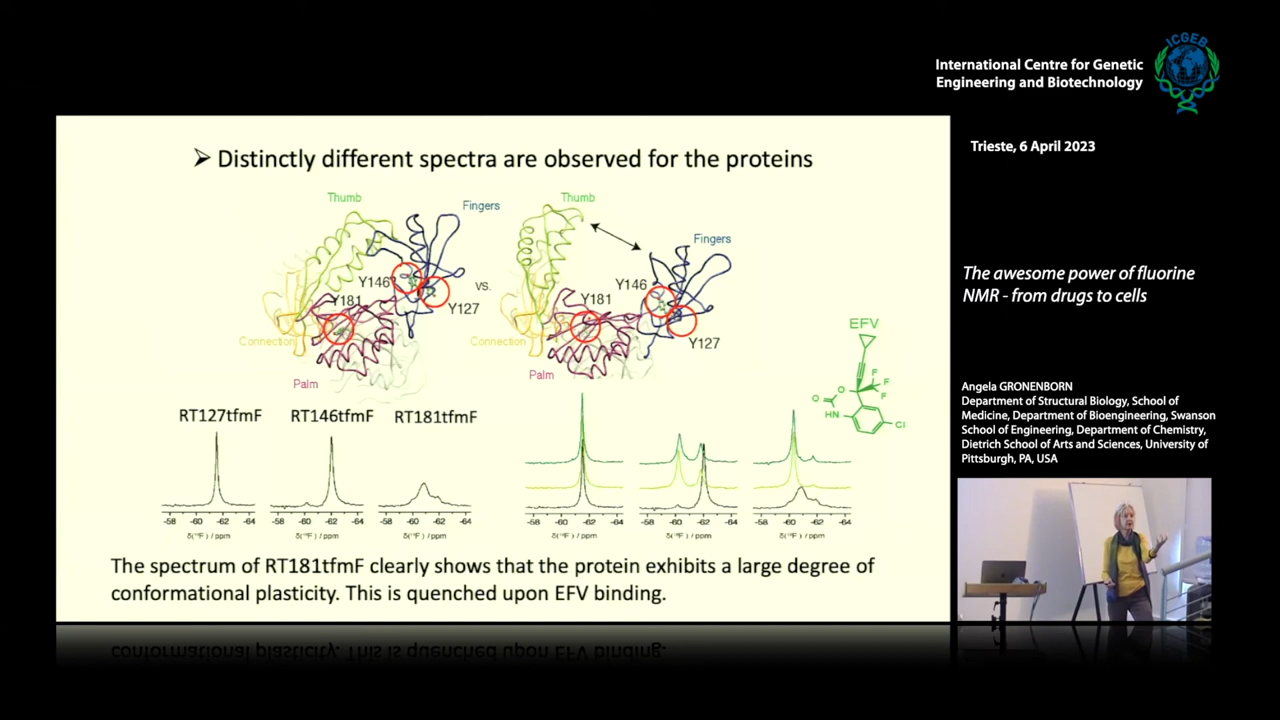 ICGEB
International Centre for Genetic
Engineering and Biotechnology
Trieste, 6 April 2023
The awesome power of fluorine
NMR - from drugs to cells
Angela GRONENBORN
Department of Structural Biology, School of
Medicine, Department of Bioengineering, Swanson
School of Engineering, Department of Chemistry,
Dietrich School of Arts and Sciences, University of
Pittsburgh, PA, USA
➤ Distinctly different spectra are observed for the proteins
Thumb
Fingers
Y146
Y181
Y127
Connection
Palm
vs.
Thumb
Fingers
Y146
Y181
Y127
Connection
Palm
EFV
F
F
F
O
O
HN
Cl
RT127tfmF RT146tfmF RT181tfmF
-58 -60 -62 -64
-58 -60 -62 -64
-58 -60 -62 -64
-58 -60 -62 -64
-58 -60 -62 -64
-58 -60 -62 -64
δ(¹⁹F) / ppm
δ(¹⁹F) / ppm
δ(¹⁹F) / ppm
δ(¹⁹F) / ppm
δ(¹⁹F) / ppm
δ(¹⁹F) / ppm
The spectrum of RT181tfmF clearly shows that the protein exhibits a large degree of
conformational plasticity. This is quenched upon EFV binding.